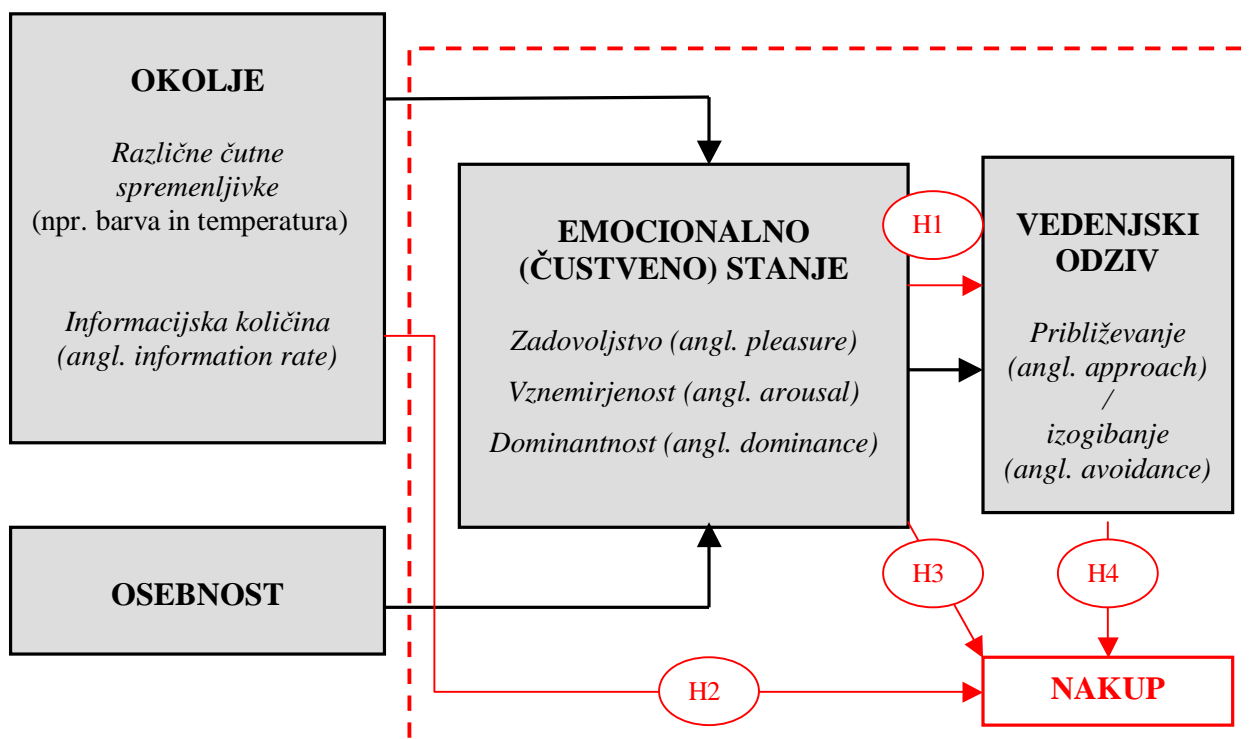 OKOLJE
Različne čutne
spremenljivke
(npr. barva in temperatura)
Informacijska količina
(angl. information rate)
OSEBNOST
EMOCIONALNO
(ČUSTVENO) STANJE
Zadovoljstvo (angl. pleasure)
Vznemirjenost (angl. arousal)
Dominantnost (angl. dominance)
H1
VEDENJSKI
ODZIV
Približevanje
(angl. approach)
/
izogibanje
(angl. avoidance)
H3
H4
H2
NAKUP